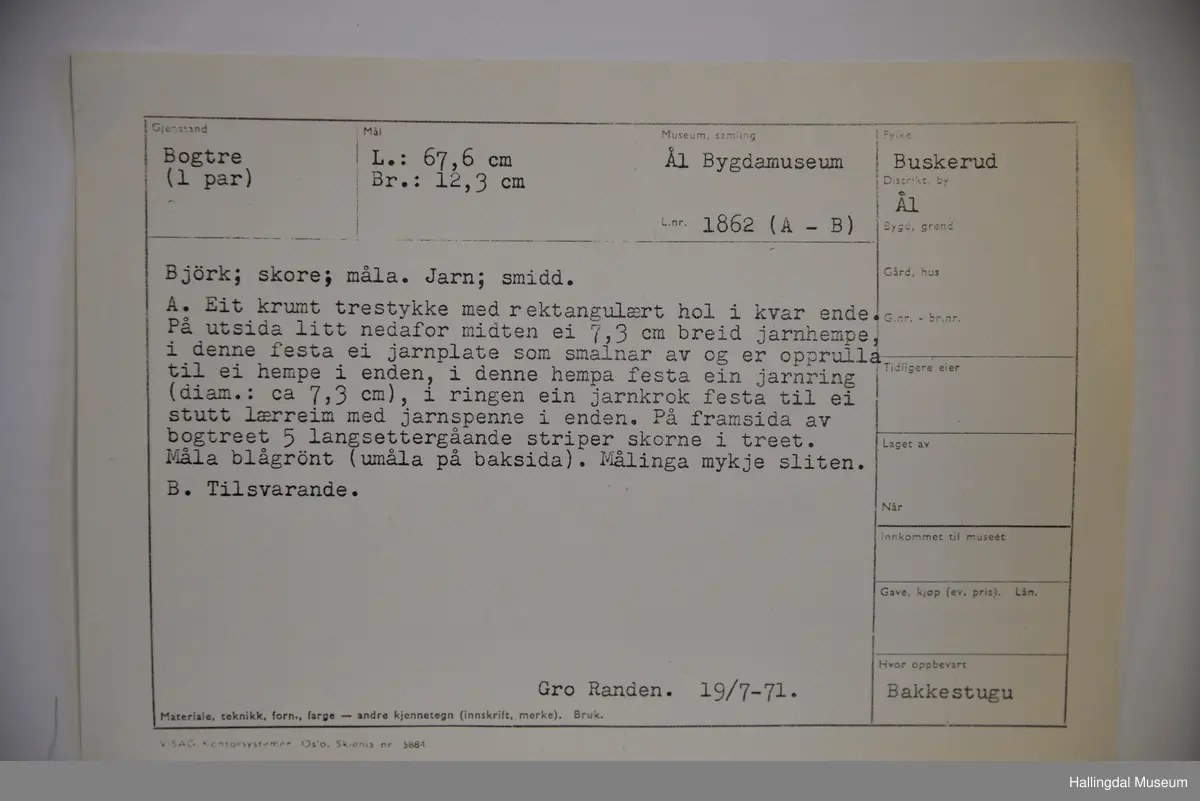 Gjenstand
Bogtre
(1 par)
Mål
L.: 67,6 cm
Br.: 12,3 cm
Museum, samling
Ål Bygdamuseum
L.nr. 1862 (A - B)
Fylke
Buskerud
Distrikt, by
Ål
Bygd, grend
Gård, hus
G.nr. - br.nr.
Tidligere eier
Laget av
Når
Innkommet til museet
Gave, kjøp (ev. pris). Lån.
Hvor oppbevart
Bakkestugu
Björk; skore; måla. Jarn; smidd.
A. Eit krumt trestykke med rektangulært hol i kvar ende.
På utsida litt nedafor midten ei 7,3 cm breid jarnhempe,
i denne festa ei jarnplate som smalnar av og er opprulla
til ei hempe i enden, i denne hempa festa ein jarnring
(diam.: ca 7,3 cm), i ringen ein jarnkrok festa til ei
stutt lærreim med jarnspenne i enden. På framsida av
bogtreet 5 langsettergåande striper skorne i treet.
Måla blågrönt (umåla på baksida). Målinga mykje sliten.
B. Tilsvarande.
Gro Randen. 19/7-71.
Materiale, teknikk, form, farge — andre kjennetegn (innskrift, merke). Bruk.
Kontorsystemer, Oslo. Skjema nr 5884
Hallingdal Museum